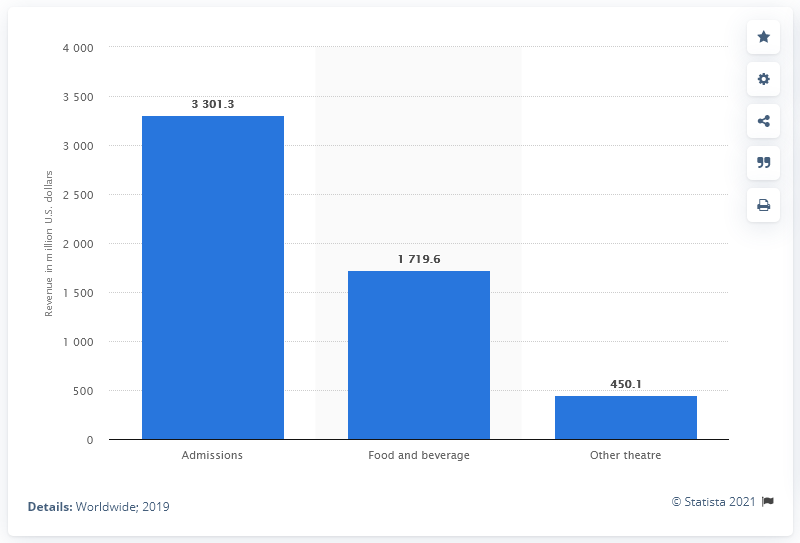 4 000
3 500
3 000
2 500
2 000
1 500
1 000
500
0
Revenue in million U.S. dollars
3 301.3
1 719.6
450.1
Admissions
Food and beverage
Other theatre
Details: Worldwide; 2019
© Statista 2021